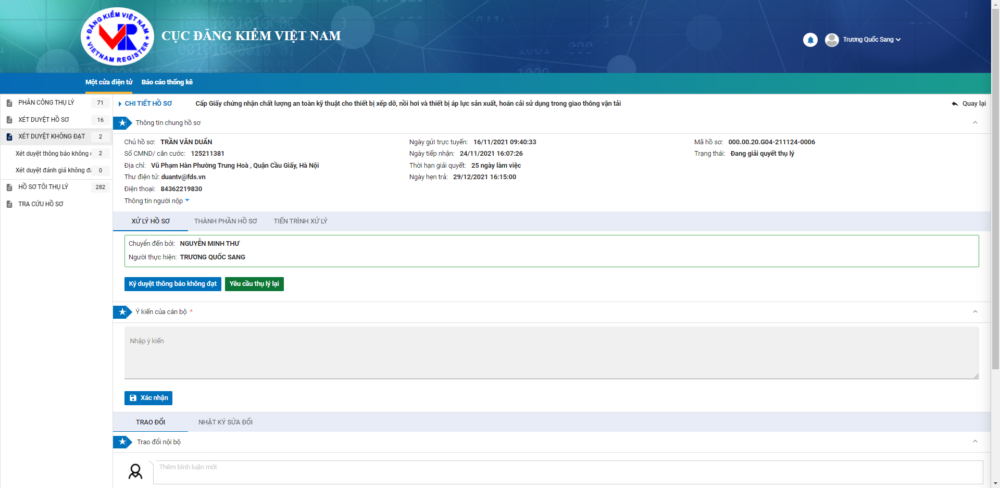 ĐĂNG KIỂM VIỆT NAM
VR
VIETNAM REGISTER
CỤC ĐĂNG KIỂM VIỆT NAM
Trương Quốc Sang
Một cửa điện tử Báo cáo thống kê
PHÂN CÔNG THỤ LÝ 71
XÉT DUYỆT HỒ SƠ 16
XÉT DUYỆT KHÔNG ĐẠT 2
Xét duyệt thông báo không 2
Xét duyệt đánh giá không 0
HỒ SƠ TÔI THỤ LÝ 282
TRA CỨU HỒ SƠ
CHI TIẾT HỒ SƠ Cấp Giấy chứng nhận chất lượng an toàn kỹ thuật cho thiết bị xếp dỡ, nồi hơi và thiết bị áp lực sản xuất, hoán cải sử dụng trong giao thông vận tải Quay lại
Thông tin chung hồ sơ
Chủ hồ sơ: TRẦN VĂN DUẨN
Số CMND/ căn cước: 125211381
Địa chỉ: Vũ Phạm Hàn Phường Trung Hoà , Quận Cầu Giấy, Hà Nội
Thư điện tử: duantv@fds.vn
Điện thoại: 84362219830
Thông tin người nộp
Ngày gửi trực tuyến: 16/11/2021 09:40:33
Ngày tiếp nhận: 24/11/2021 16:07:26
Thời hạn giải quyết: 25 ngày làm việc
Ngày hẹn trả: 29/12/2021 16:15:00
Mã hồ sơ: 000.00.20.G04-211124-0006
Trạng thái: Đang giải quyết thụ lý
XỬ LÝ HỒ SƠ THÀNH PHẦN HỒ SƠ TIẾN TRÌNH XỬ LÝ
Chuyển đến bởi: NGUYỄN MINH THƯ
Người thực hiện: TRƯƠNG QUỐC SANG
Ký duyệt thông báo không đạt Yêu cầu thụ lý lại
Ý kiến của cán bộ *
Nhập ý kiến
Xác nhận
TRAO ĐỔI NHẬT KÝ SỬA ĐỔI
Trao đổi nội bộ
Thêm bình luận mới